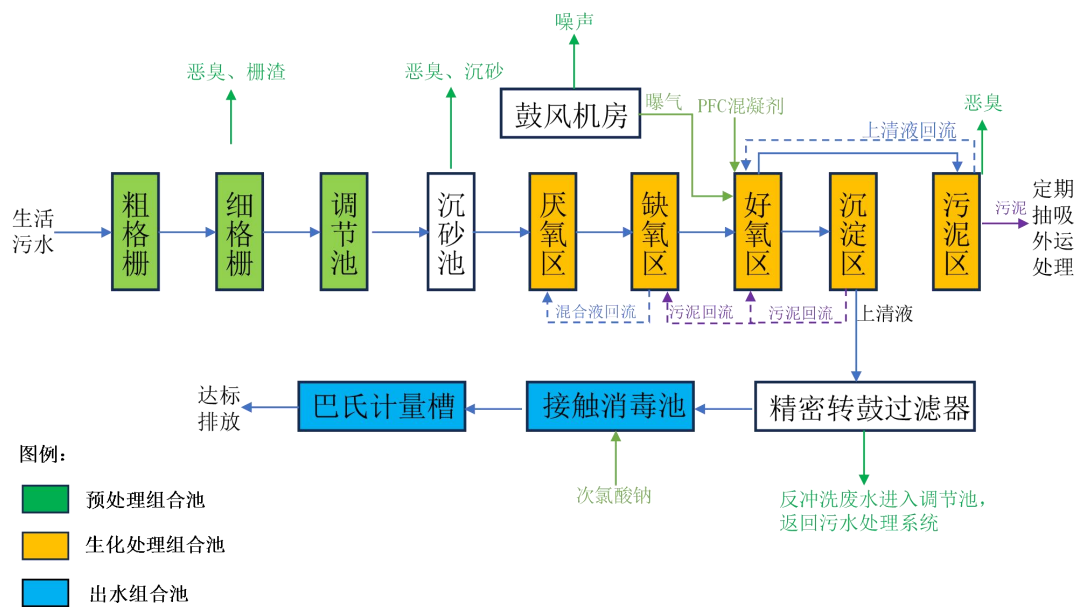 噪声
恶臭、栅渣
恶臭、沉砂
鼓风机房
曝气
PFC混凝剂
恶臭
上清液回流
生活
污水
粗格栅
细格栅
调节池
沉砂池
厌氧区
缺氧区
好氧区
沉淀区
污泥区
污泥
定期
抽吸
外运
处理
混合液回流
污泥回流
污泥回流
上清液
达标
排放
巴氏计量槽
接触消毒池
精密转鼓过滤器
次氯酸钠
反冲洗废水进入调节池，
返回污水处理系统
图例：
预处理组合池
生化处理组合池
出水组合池